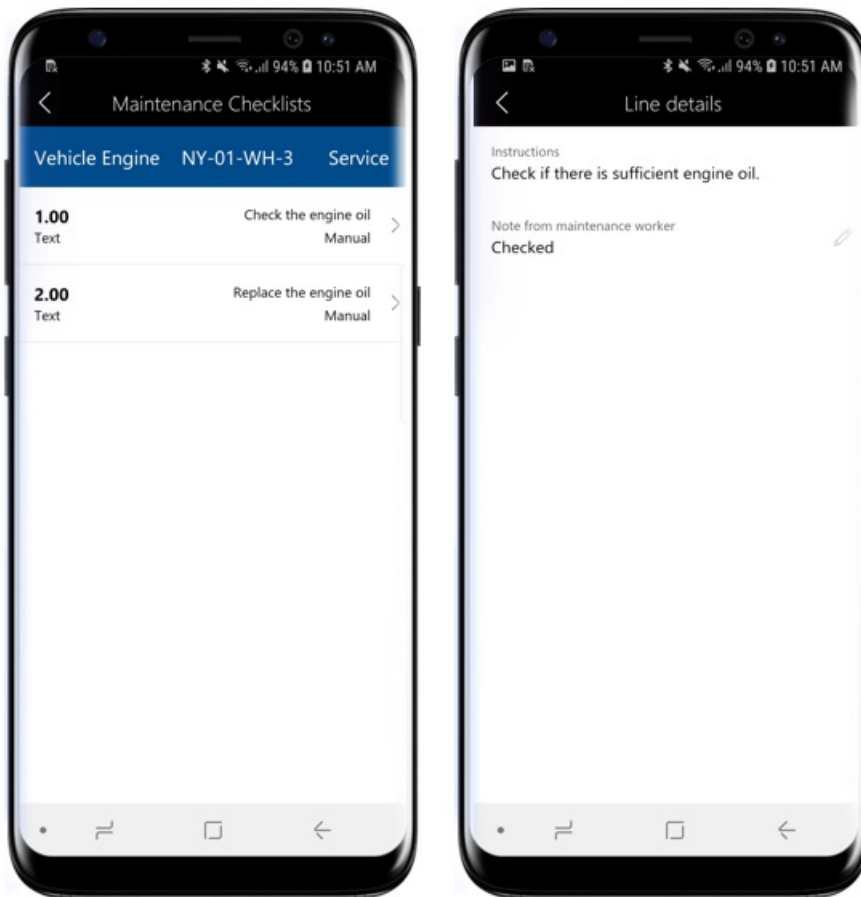 94% 10:51 AM
Maintenance Checklists
Vehicle Engine NY-01-WH-3 Service
1.00 Check the engine oil
Text Manual
2.00 Replace the engine oil
Text Manual
94% 10:51 AM
Line details
Instructions
Check if there is sufficient engine oil.
Note from maintenance worker
Checked